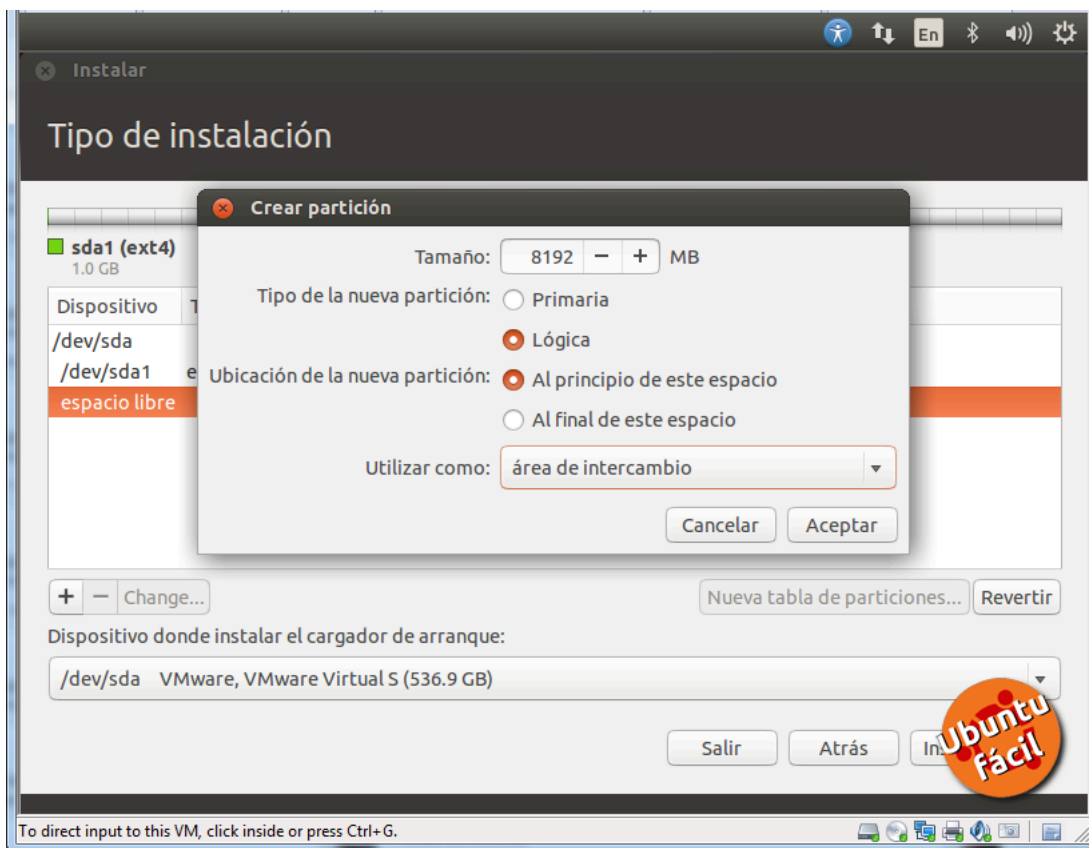 En
Instalar
Tipo de instalación
Crear partición
sda1 (ext4)
1.0 GB
Tamaño: 8192 − + MB
Tipo de la nueva partición: Primaria
Lógica
Ubicación de la nueva partición: Al principio de este espacio
Al final de este espacio
Utilizar como: área de intercambio
Cancelar Aceptar
Dispositivo
/dev/sda
/dev/sda1
espacio libre
+ − Change... Nueva tabla de particiones... Revertir
Dispositivo donde instalar el cargador de arranque:
/dev/sda VMware, VMware Virtual S (536.9 GB)
Salir Atrás
Ubuntu
fácil
To direct input to this VM, click inside or press Ctrl+G.